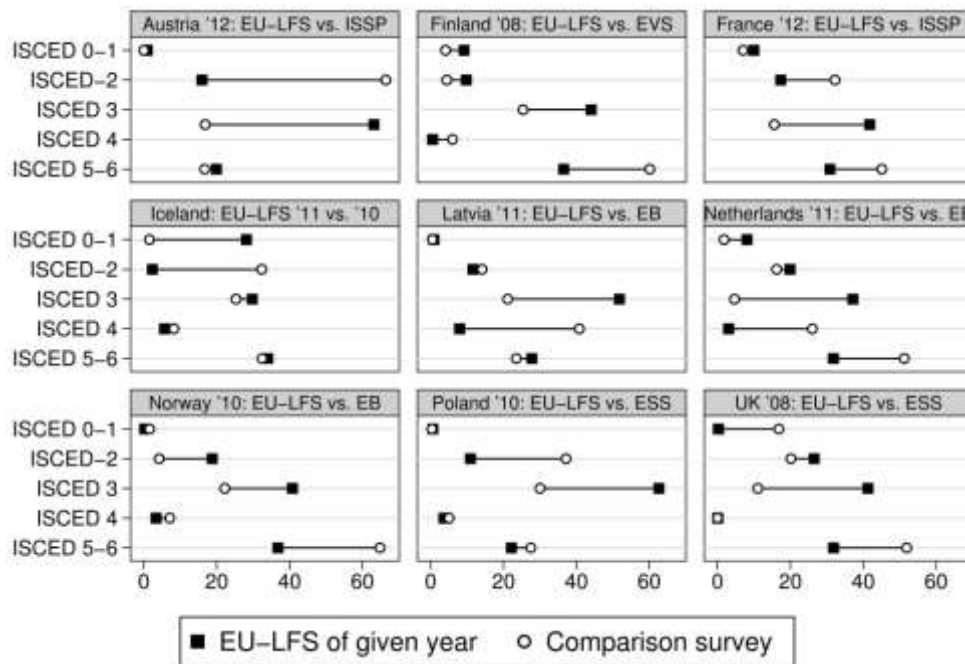 Austria '12: EU−LFS vs. ISSP
Finland '08: EU−LFS vs. EVS
France '12: EU−LFS vs. ISSP
ISCED 0−1
ISCED−2
ISCED 3
ISCED 4
ISCED 5−6
Iceland: EU−LFS '11 vs. '10
Latvia '11: EU−LFS vs. EB
Netherlands '11: EU−LFS vs. EB
ISCED 0−1
ISCED−2
ISCED 3
ISCED 4
ISCED 5−6
Norway '10: EU−LFS vs. EB
Poland '10: EU−LFS vs. ESS
UK '08: EU−LFS vs. ESS
ISCED 0−1
ISCED−2
ISCED 3
ISCED 4
ISCED 5−6
0 20 40 60 0 20 40 60 0 20 40 60
EU−LFS of given year Comparison survey